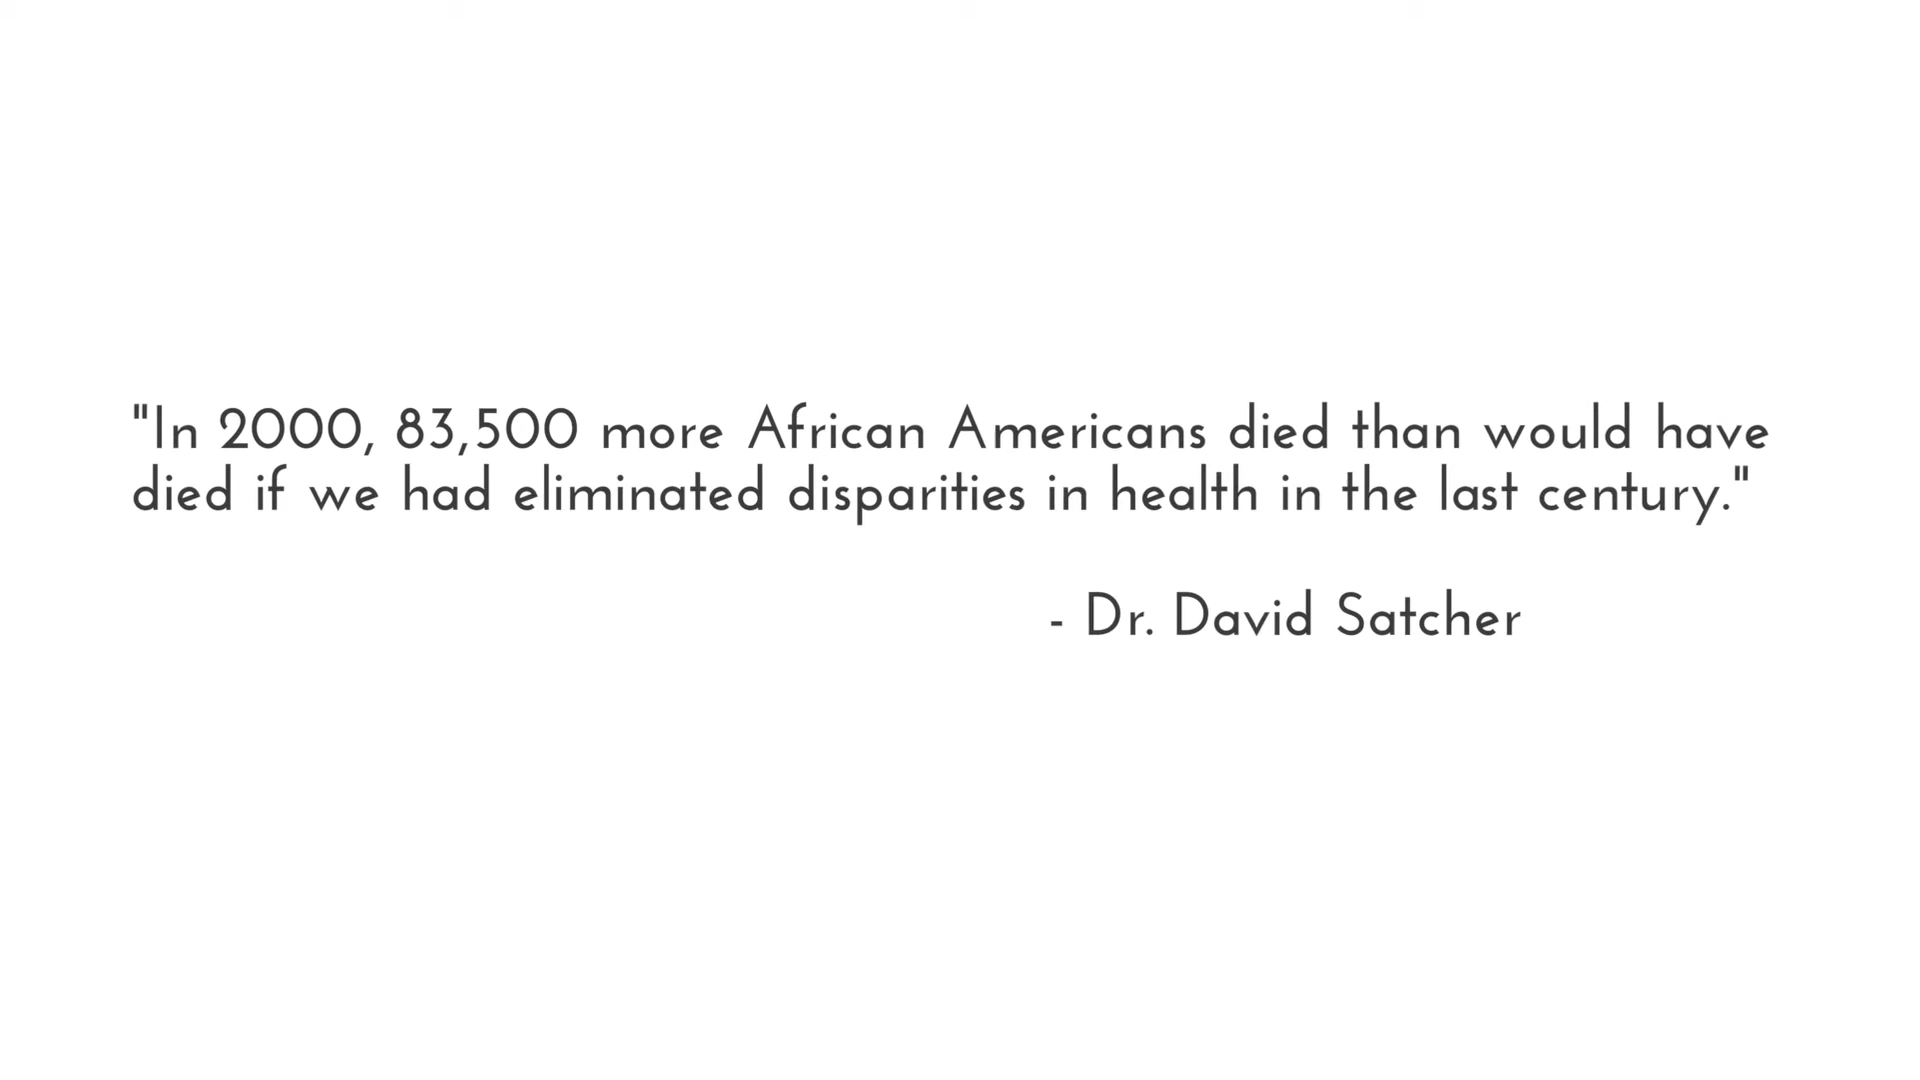 "In 2000, 83,500 more African Americans died than would have
died if we had eliminated disparities in health in the last century."
- Dr. David Satcher